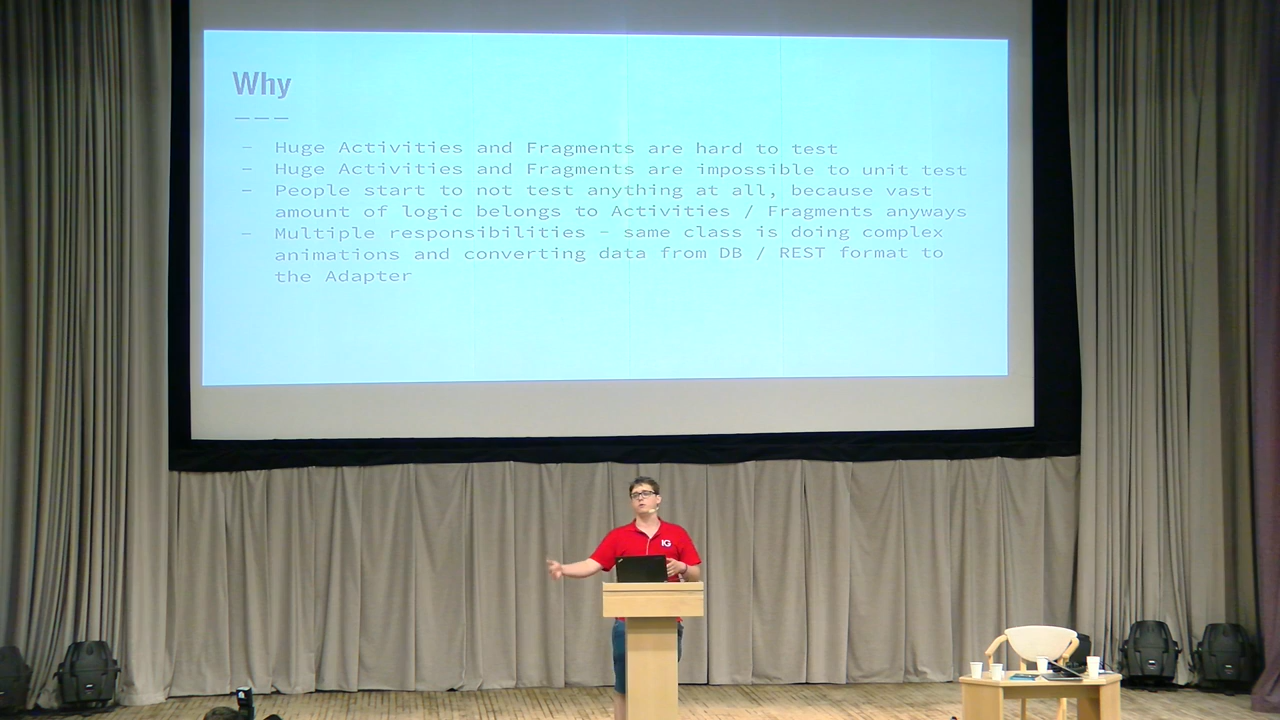 Why
- Huge Activities and Fragments are hard to test
- Huge Activities and Fragments are impossible to unit test
- People start to not test anything at all, because vast
amount of logic belongs to Activities / Fragments anyways
- Multiple responsibilities - same class is doing complex
animations and converting data from DB / REST format to
the Adapter
IG